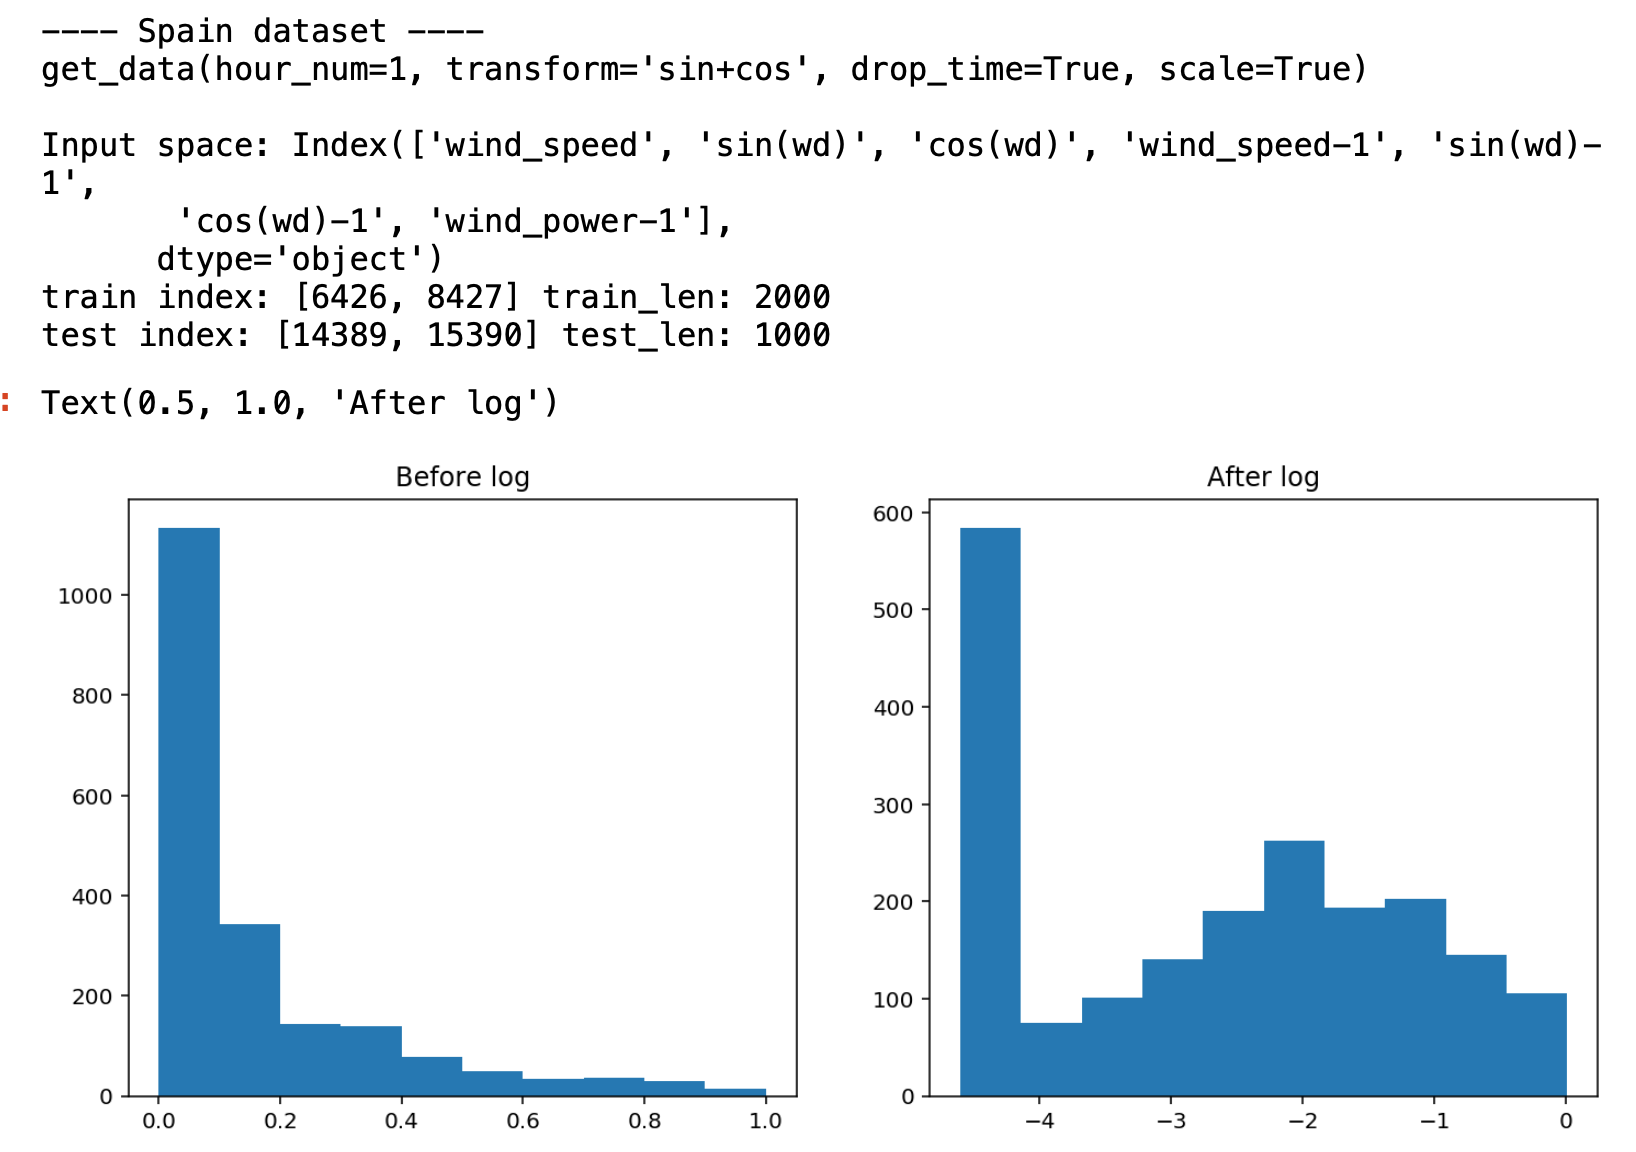 ---- Spain dataset ----
get_data(hour_num=1, transform='sin+cos', drop_time=True, scale=True)
Input space: Index(['wind_speed', 'sin(wd)', 'cos(wd)', 'wind_speed-1', 'sin(wd)-
1',
'cos(wd)-1', 'wind_power-1'],
dtype='object')
train index: [6426, 8427] train_len: 2000
test index: [14389, 15390] test_len: 1000
: Text(0.5, 1.0, 'After log')
Before log
1000
800
600
400
200
0
0.0 0.2 0.4 0.6 0.8 1.0
After log
600
500
400
300
200
100
0
−4 −3 −2 −1 0